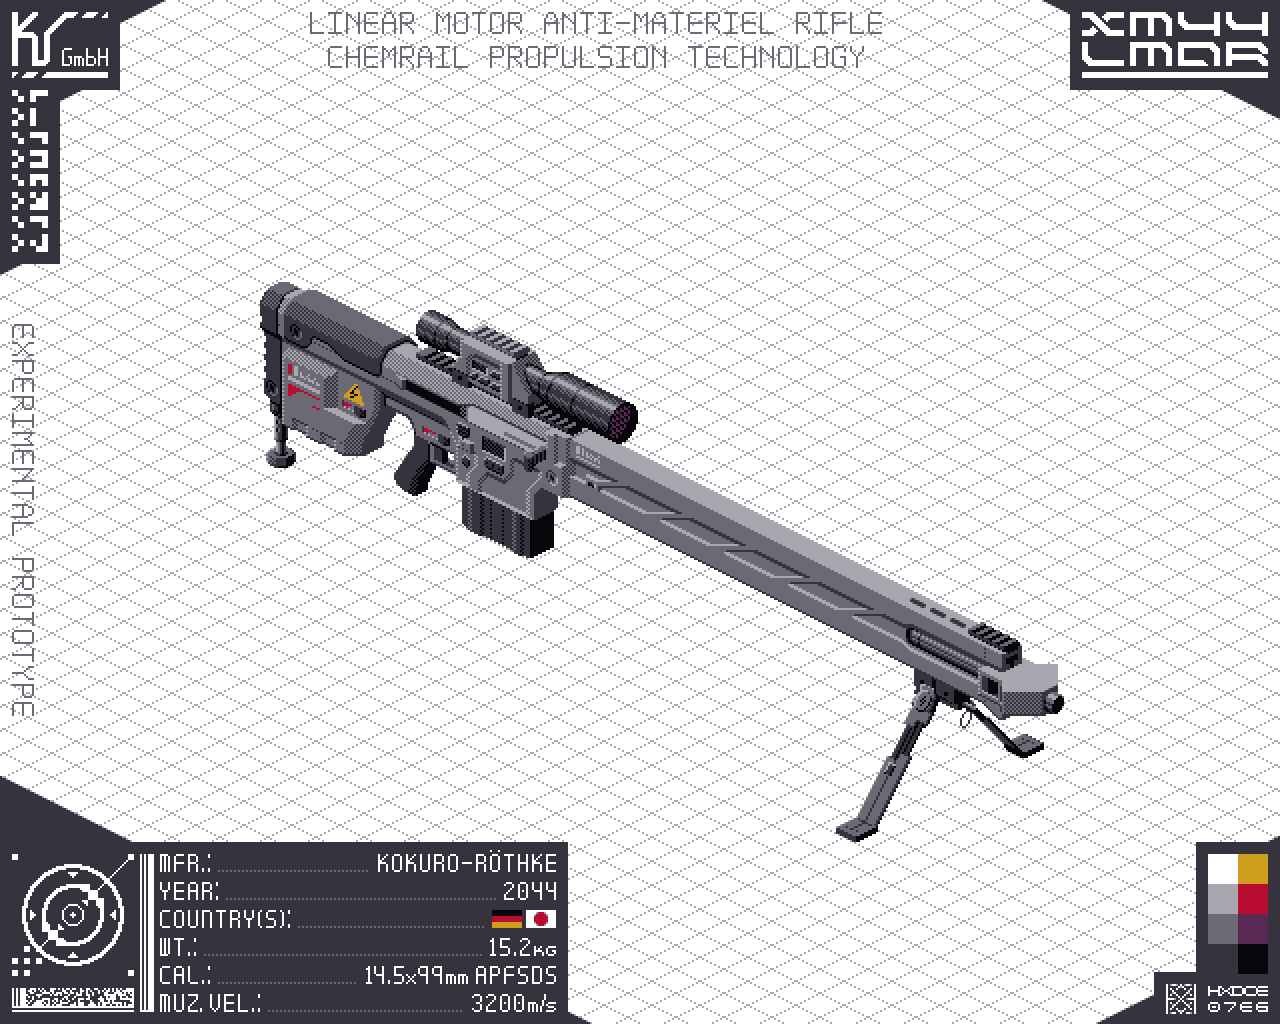 KR GmbH
LINEAR MOTOR ANTI-MATERIEL RIFLE
CHEMRAIL PROPULSION TECHNOLOGY
XM44
LMAR
EXPERIMENTAL PROTOTYPE
MFR.: KOKURO-RÖTHKE
YEAR: 2044
COUNTRY(S):
WT.: 15.2KG
CAL.: 14.5x99mm APFSDS
MUZ.VEL.: 3200m/s
0766